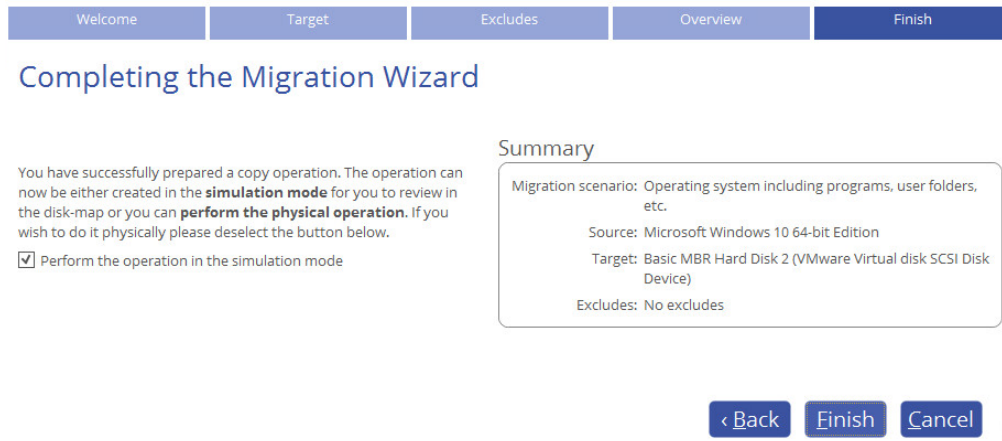 Welcome
Target
Excludes
Overview
Finish
Completing the Migration Wizard
You have successfully prepared a copy operation. The operation can
now be either created in the simulation mode for you to review in
the disk-map or you can perform the physical operation. If you
wish to do it physically please deselect the button below.
Perform the operation in the simulation mode
Summary
Migration scenario: Operating system including programs, user folders,
etc.
Source: Microsoft Windows 10 64-bit Edition
Target: Basic MBR Hard Disk 2 (VMware Virtual disk SCSI Disk
Device)
Excludes: No excludes
‹ Back
Finish
Cancel